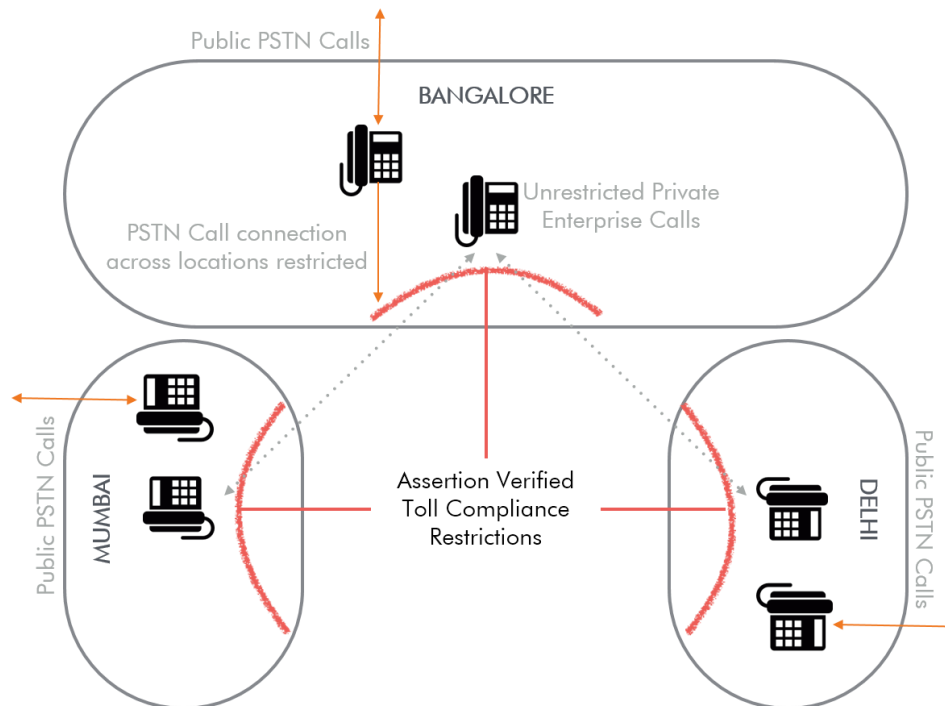 Public PSTN Calls
BANGALORE
Unrestricted Private
Enterprise Calls
PSTN Call connection
across locations restricted
Public PSTN Calls
MUMBAI
Assertion Verified
Toll Compliance
Restrictions
DELHI
Public PSTN Calls